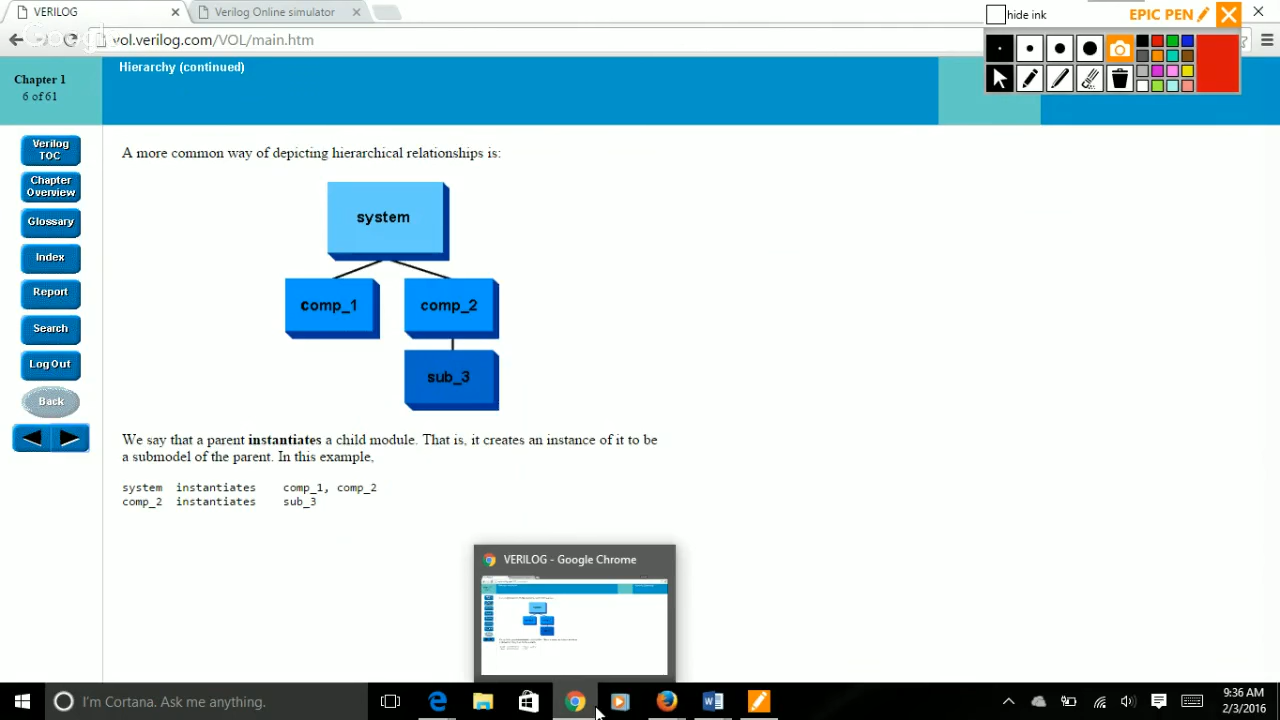 VERILOG
Verilog Online simulator
vol.verilog.com/VOL/main.htm
hide ink
EPIC PEN
Chapter 1
6 of 61
Hierarchy (continued)
Verilog
TOC
Chapter
Overview
Glossary
Index
Report
Search
Log Out
Back
A more common way of depicting hierarchical relationships is:
system
comp_1
comp_2
sub_3
We say that a parent instantiates a child module. That is, it creates an instance of it to be
a submodel of the parent. In this example,
system instantiates comp_1, comp_2
comp_2 instantiates sub_3
VERILOG - Google Chrome
I'm Cortana. Ask me anything.
9:36 AM
2/3/2016